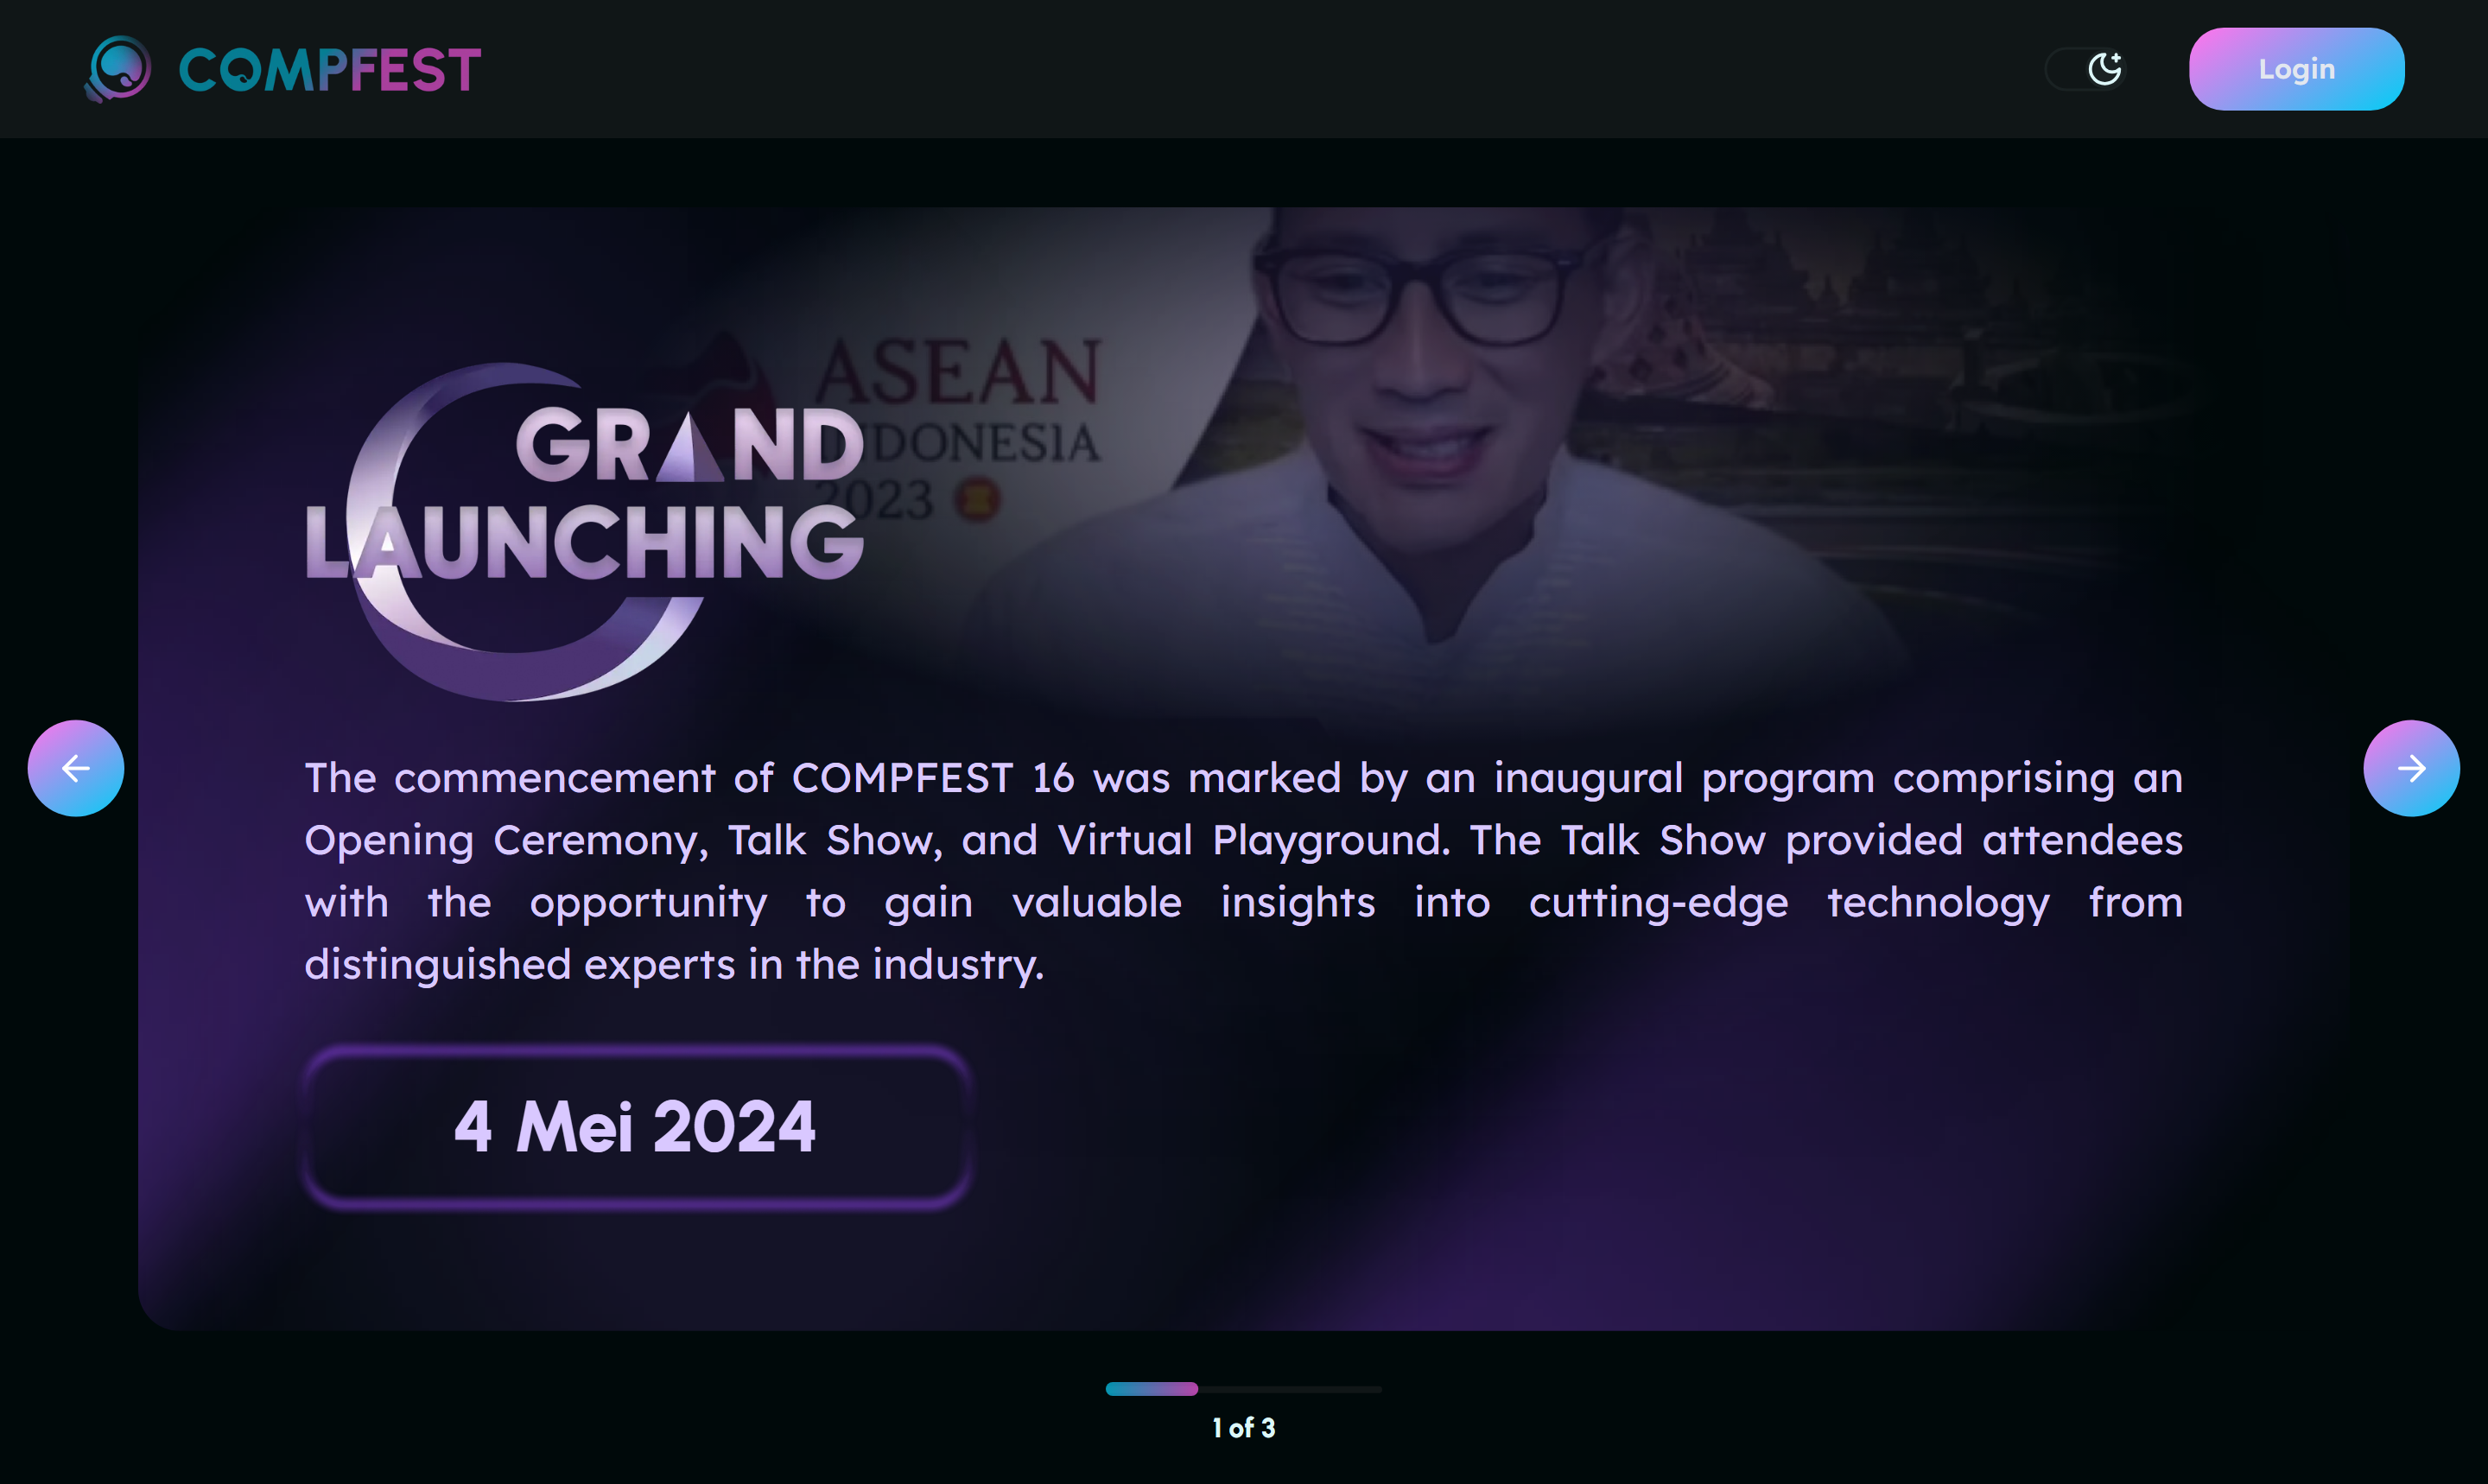 COMPFEST
Login
ASEAN
INDONESIA
2023
GRAND
LAUNCHING
The commencement of COMPFEST 16 was marked by an inaugural program comprising an
Opening Ceremony, Talk Show, and Virtual Playground. The Talk Show provided attendees
with the opportunity to gain valuable insights into cutting-edge technology from
distinguished experts in the industry.
4 Mei 2024
1 of 3